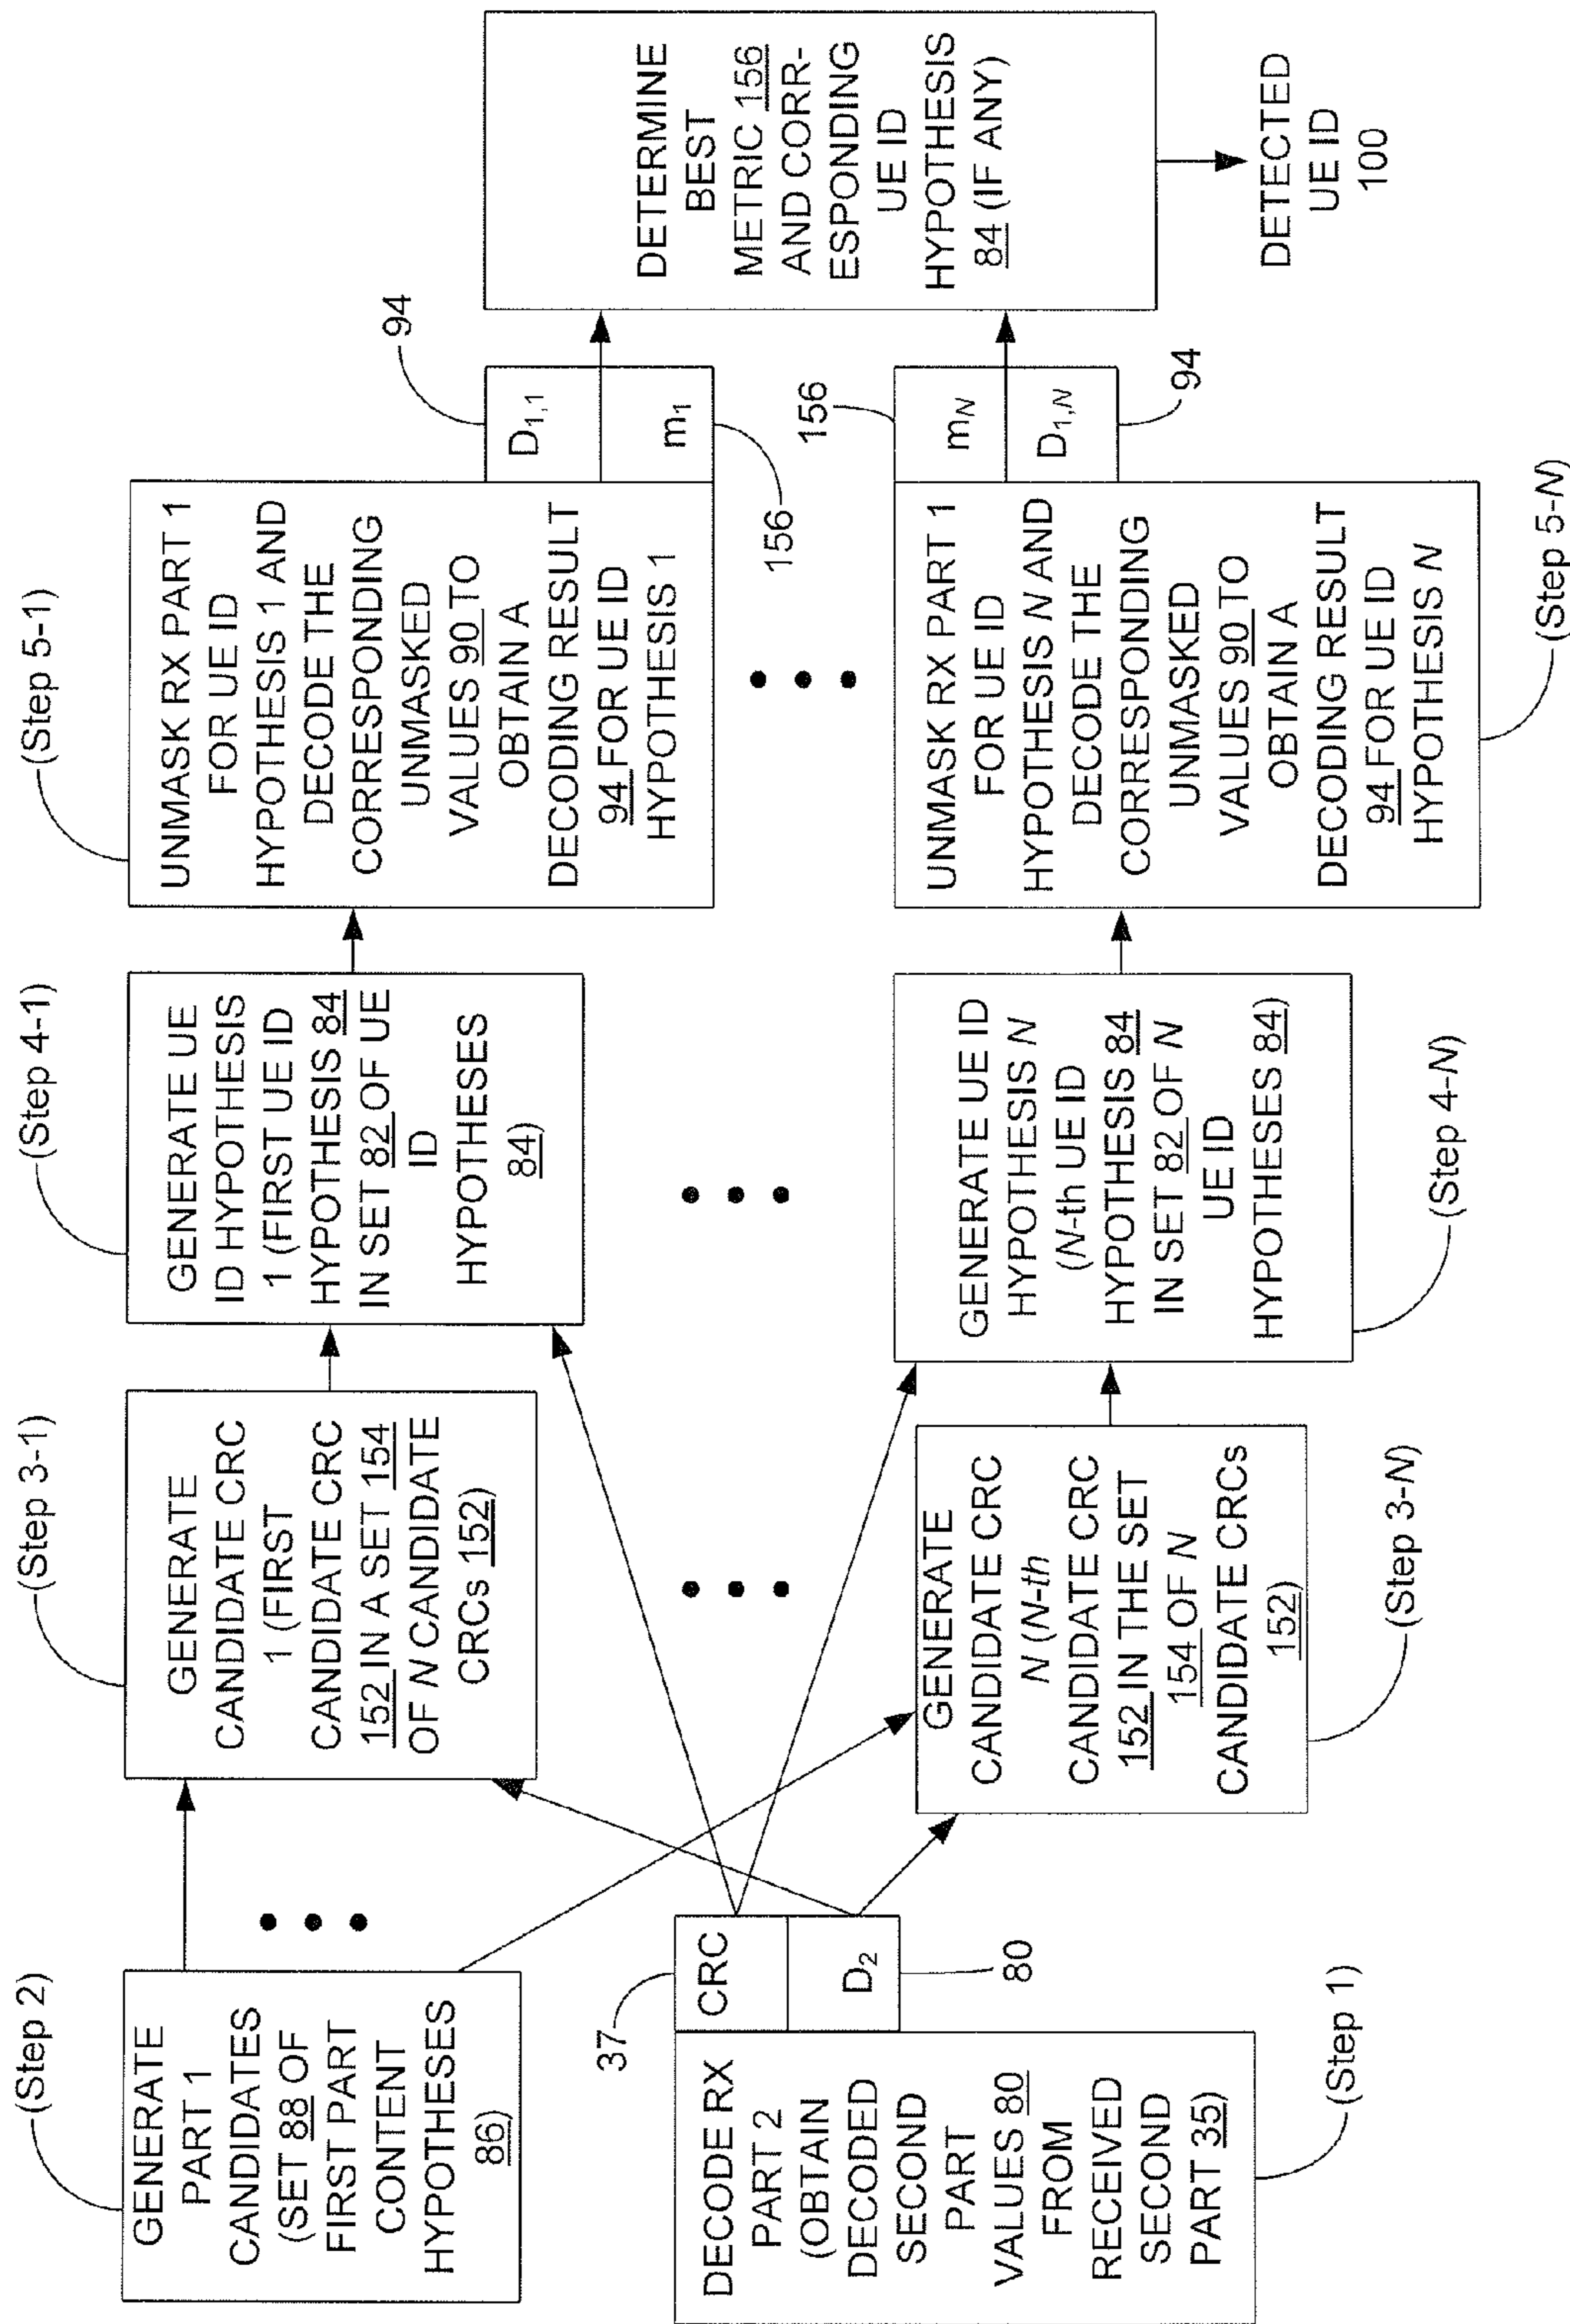 (Step 2)
GENERATE
PART 1
CANDIDATES
(SET 88 OF
FIRST PART
CONTENT
HYPOTHESES
86)
37
CRC
D2
80
DECODE RX
PART 2
(OBTAIN
DECODED
SECOND
PART
VALUES 80
FROM
RECEIVED
SECOND
PART 35)
(Step 1)
(Step 3-1)
GENERATE
CANDIDATE CRC
1 (FIRST
CANDIDATE CRC
152 IN A SET 154
OF N CANDIDATE
CRCs 152)
GENERATE
CANDIDATE CRC
N (N-th
CANDIDATE CRC
152 IN THE SET
154 OF N
CANDIDATE CRCs
152)
(Step 3-N)
(Step 4-1)
GENERATE UE
ID HYPOTHESIS
1 (FIRST UE ID
HYPOTHESIS 84
IN SET 82 OF UE
ID
HYPOTHESES
84)
GENERATE UE ID
HYPOTHESIS N
(N-th UE ID
HYPOTHESIS 84
IN SET 82 OF N
UE ID
HYPOTHESES 84)
(Step 4-N)
(Step 5-1)
UNMASK RX PART 1
FOR UE ID
HYPOTHESIS 1 AND
DECODE THE
CORRESPONDING
UNMASKED
VALUES 90 TO
OBTAIN A
DECODING RESULT
94 FOR UE ID
HYPOTHESIS 1
94
D1,1
m1
156
UNMASK RX PART 1
FOR UE ID
HYPOTHESIS N AND
DECODE THE
CORRESPONDING
UNMASKED
VALUES 90 TO
OBTAIN A
DECODING RESULT
94 FOR UE ID
HYPOTHESIS N
156
mN
D1,N
94
(Step 5-N)
DETERMINE
BEST
METRIC 156
AND CORR-
ESPONDING
UE ID
HYPOTHESIS
84 (IF ANY)
DETECTED
UE ID
100